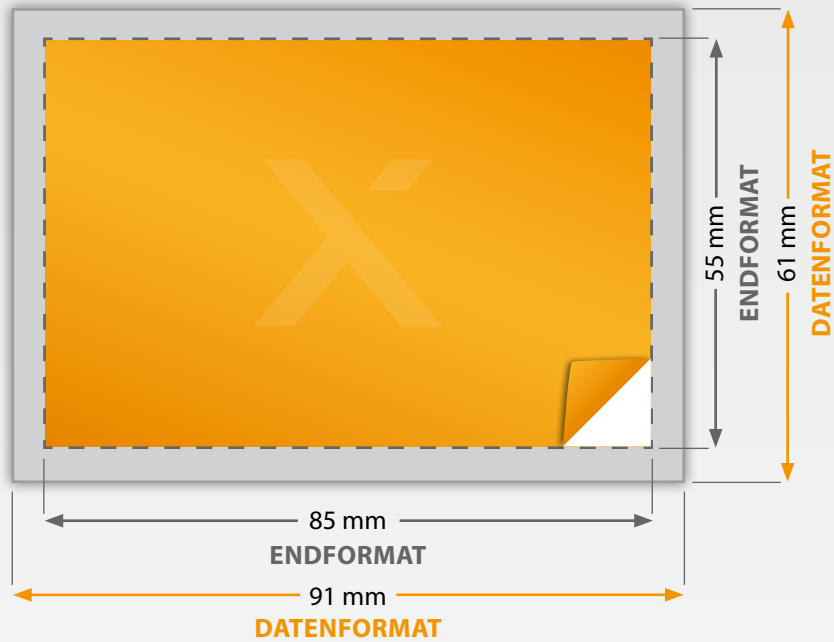 55 mm
ENDFORMAT
61 mm
DATENFORMAT
85 mm
ENDFORMAT
91 mm
DATENFORMAT